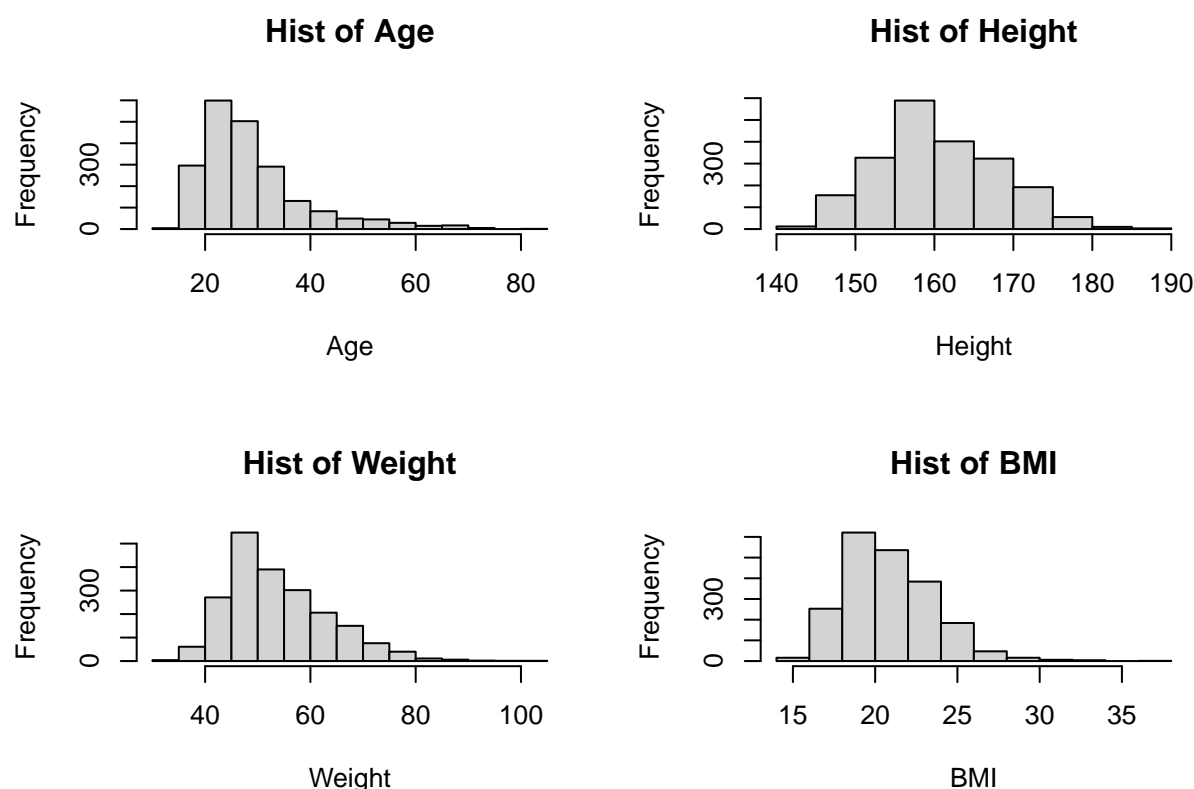 Hist of Age
Frequency
300
0
20 40 60 80
Age
Hist of Height
Frequency
300
0
140 150 160 170 180 190
Height
Hist of Weight
Frequency
300
0
40 60 80 100
Weight
Hist of BMI
Frequency
300
0
15 20 25 30 35
BMI